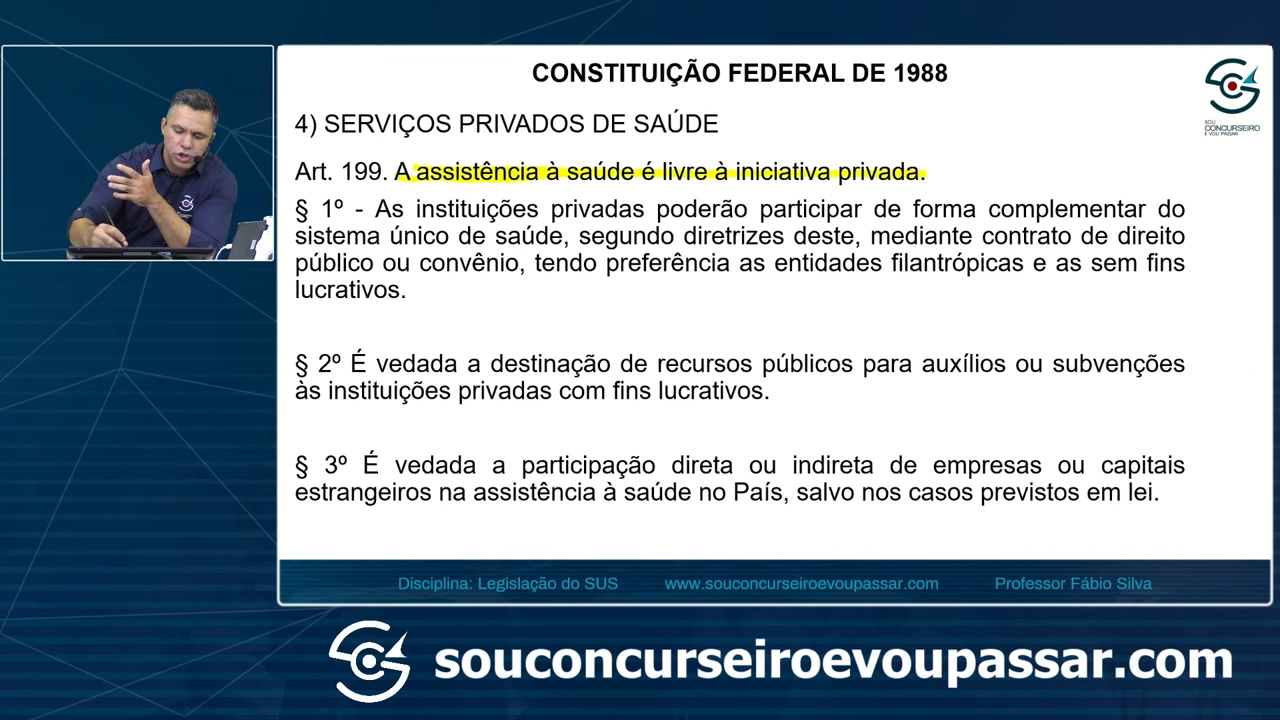 CONSTITUIÇÃO FEDERAL DE 1988
SOU
CONCURSEIRO
E VOU PASSAR
4) SERVIÇOS PRIVADOS DE SAÚDE
Art. 199. A assistência à saúde é livre à iniciativa privada.
§ 1º - As instituições privadas poderão participar de forma complementar do
sistema único de saúde, segundo diretrizes deste, mediante contrato de direito
público ou convênio, tendo preferência as entidades filantrópicas e as sem fins
lucrativos.
§ 2º É vedada a destinação de recursos públicos para auxílios ou subvenções
às instituições privadas com fins lucrativos.
§ 3º É vedada a participação direta ou indireta de empresas ou capitais
estrangeiros na assistência à saúde no País, salvo nos casos previstos em lei.
Disciplina: Legislação do SUS www.souconcurseiroevoupassar.com Professor Fábio Silva
souconcurseiroevoupassar.com